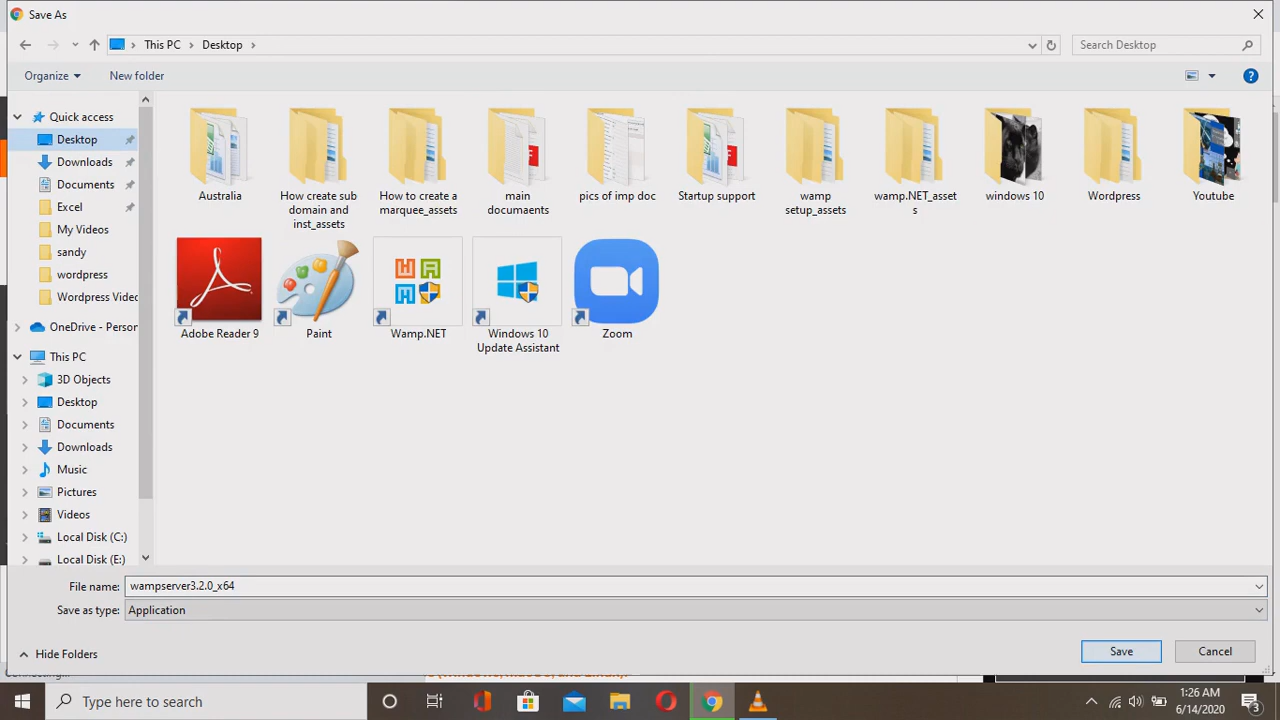 Save As
This PC
Desktop
Search Desktop
Organize
New folder
Quick access
Desktop
Downloads
Documents
Excel
My Videos
sandy
wordpress
Wordpress Videc
OneDrive - Person
This PC
3D Objects
Desktop
Documents
Downloads
Music
Pictures
Videos
Local Disk (C:)
Local Disk (E:)
Australia
How create sub
domain and
inst_assets
How to create a
marquee_assets
main
documaents
pics of imp doc
Startup support
wamp
setup_assets
wamp.NET_asset
s
windows 10
Wordpress
Youtube
Adobe Reader 9
Paint
Wamp.NET
Windows 10
Update Assistant
Zoom
File name:
wampserver3.2.0_x64
Save as type:
Application
Hide Folders
Save
Cancel
Type here to search
1:26 AM
6/14/2020
3